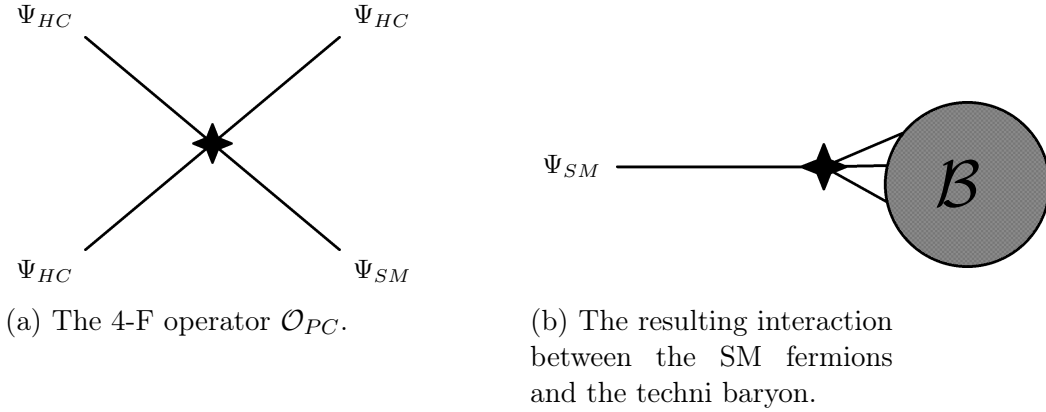 Ψ_{HC} Ψ_{HC}
Ψ_{SM} ℬ
Ψ_{HC} Ψ_{SM}
(a) The 4-F operator 𝒪_{PC}.
(b) The resulting interaction
between the SM fermions
and the techni baryon.